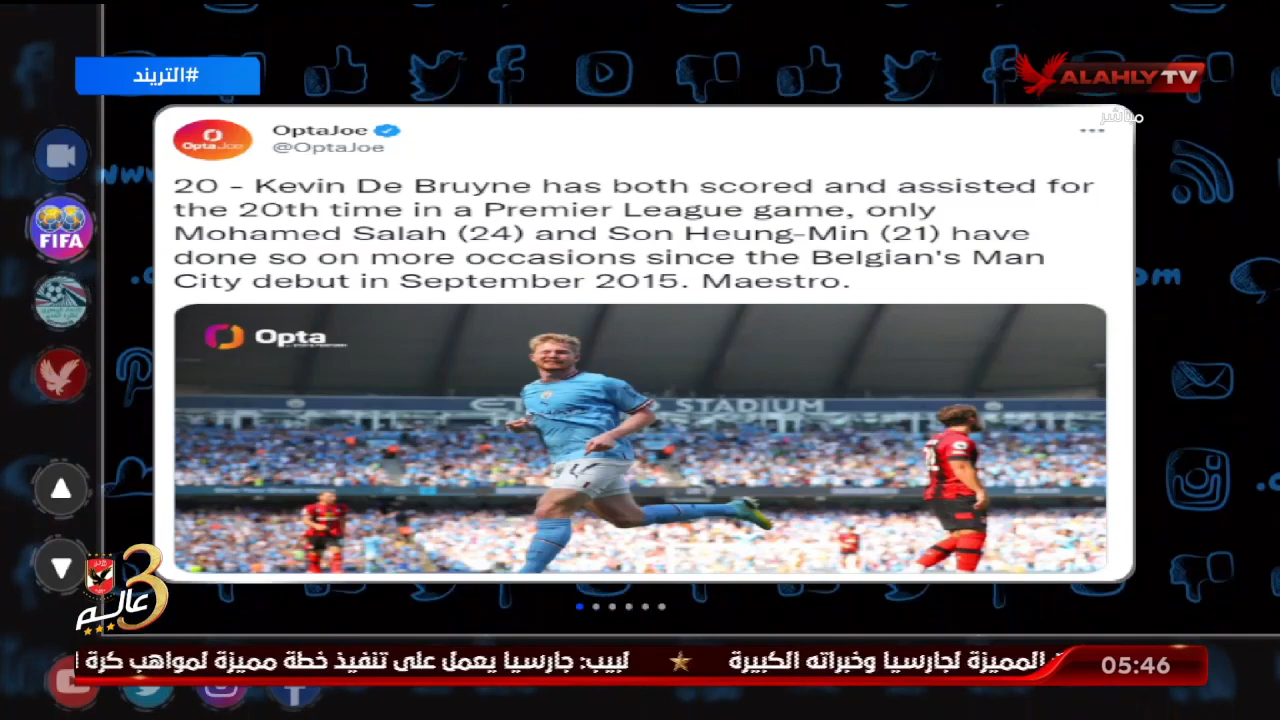 #التريند
ALAHLY TV
مباشر
OptaJoe
OptaJoe
@OptaJoe
20 - Kevin De Bruyne has both scored and assisted for
the 20th time in a Premier League game, only
Mohamed Salah (24) and Son Heung-Min (21) have
done so on more occasions since the Belgian's Man
City debut in September 2015. Maestro.
FIFA
Opta
STADIUM
3 عالم
المميزة لجارسيا وخبراته الكبيرة
لبيب: جارسيا يعمل على تنفيذ خطة مميزة لمواهب كرة
05:46